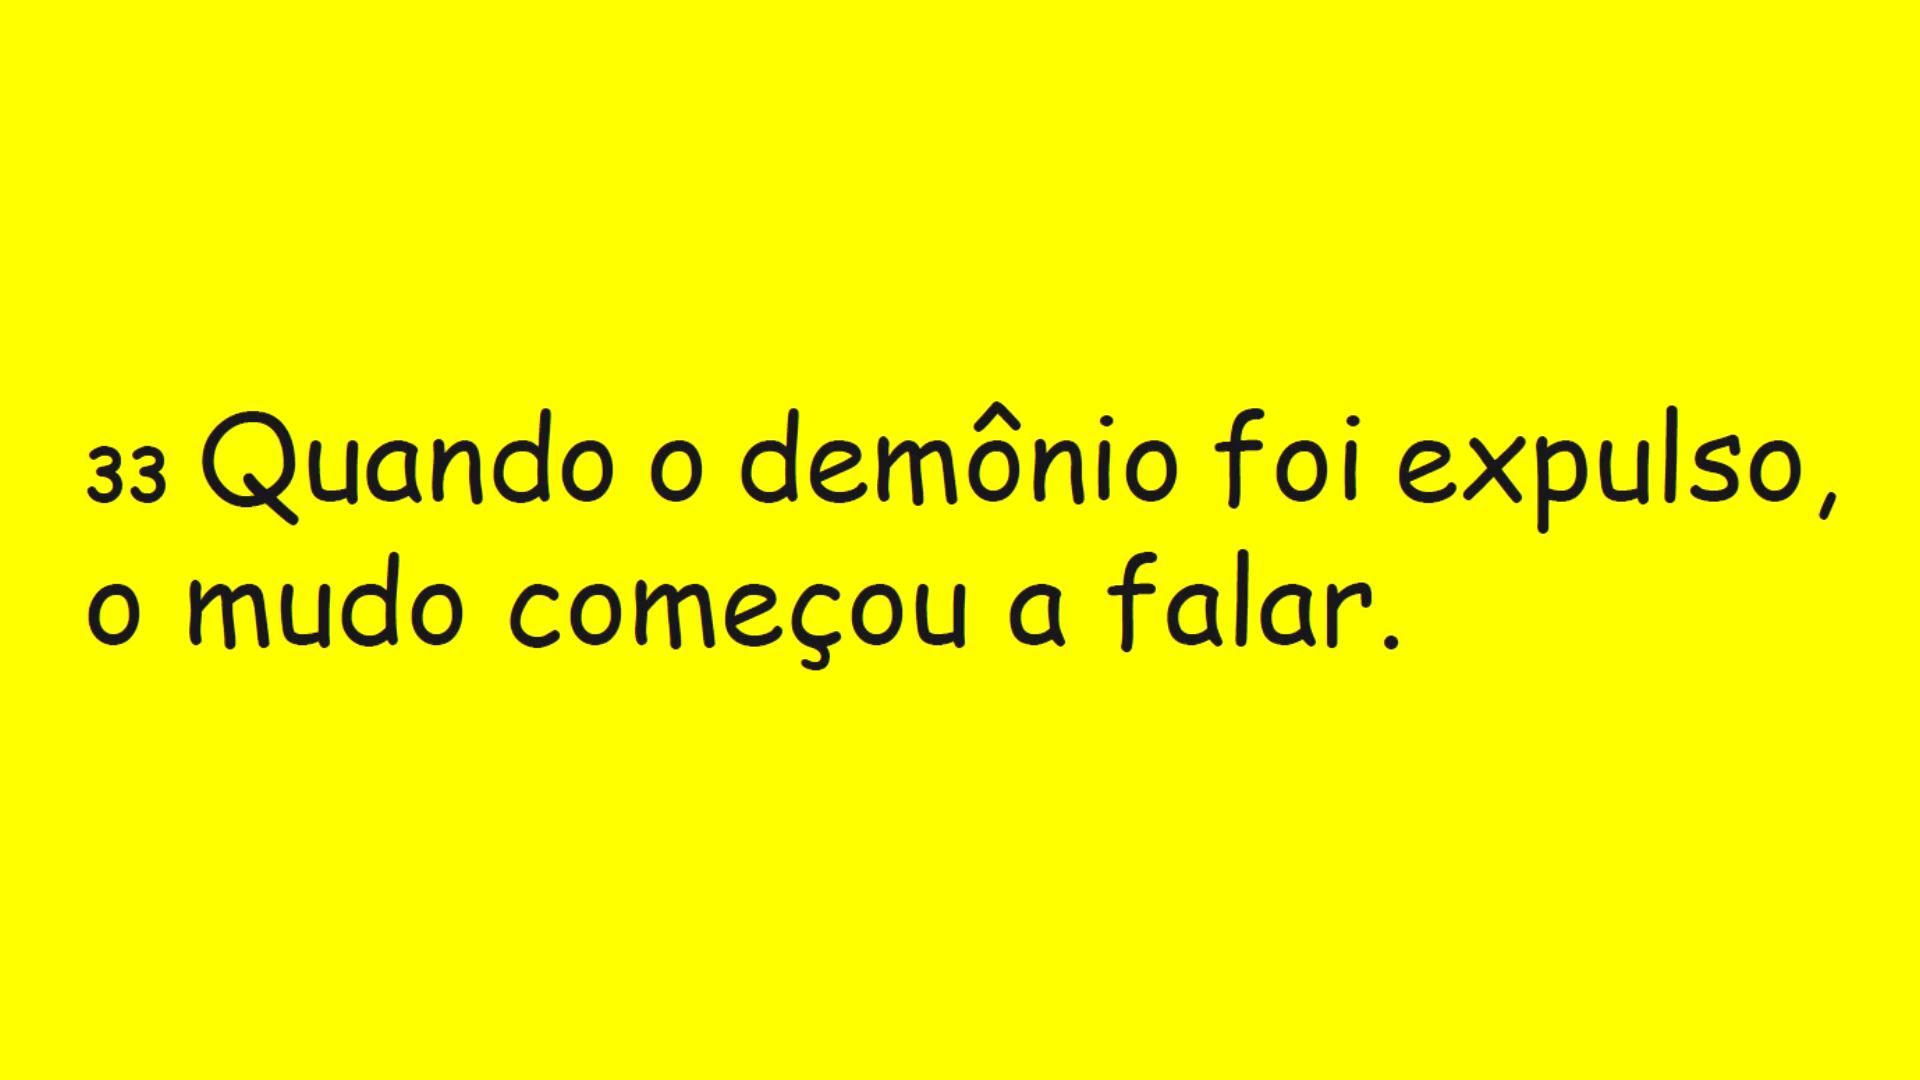 33 Quando o demônio foi expulso,
o mudo começou a falar.